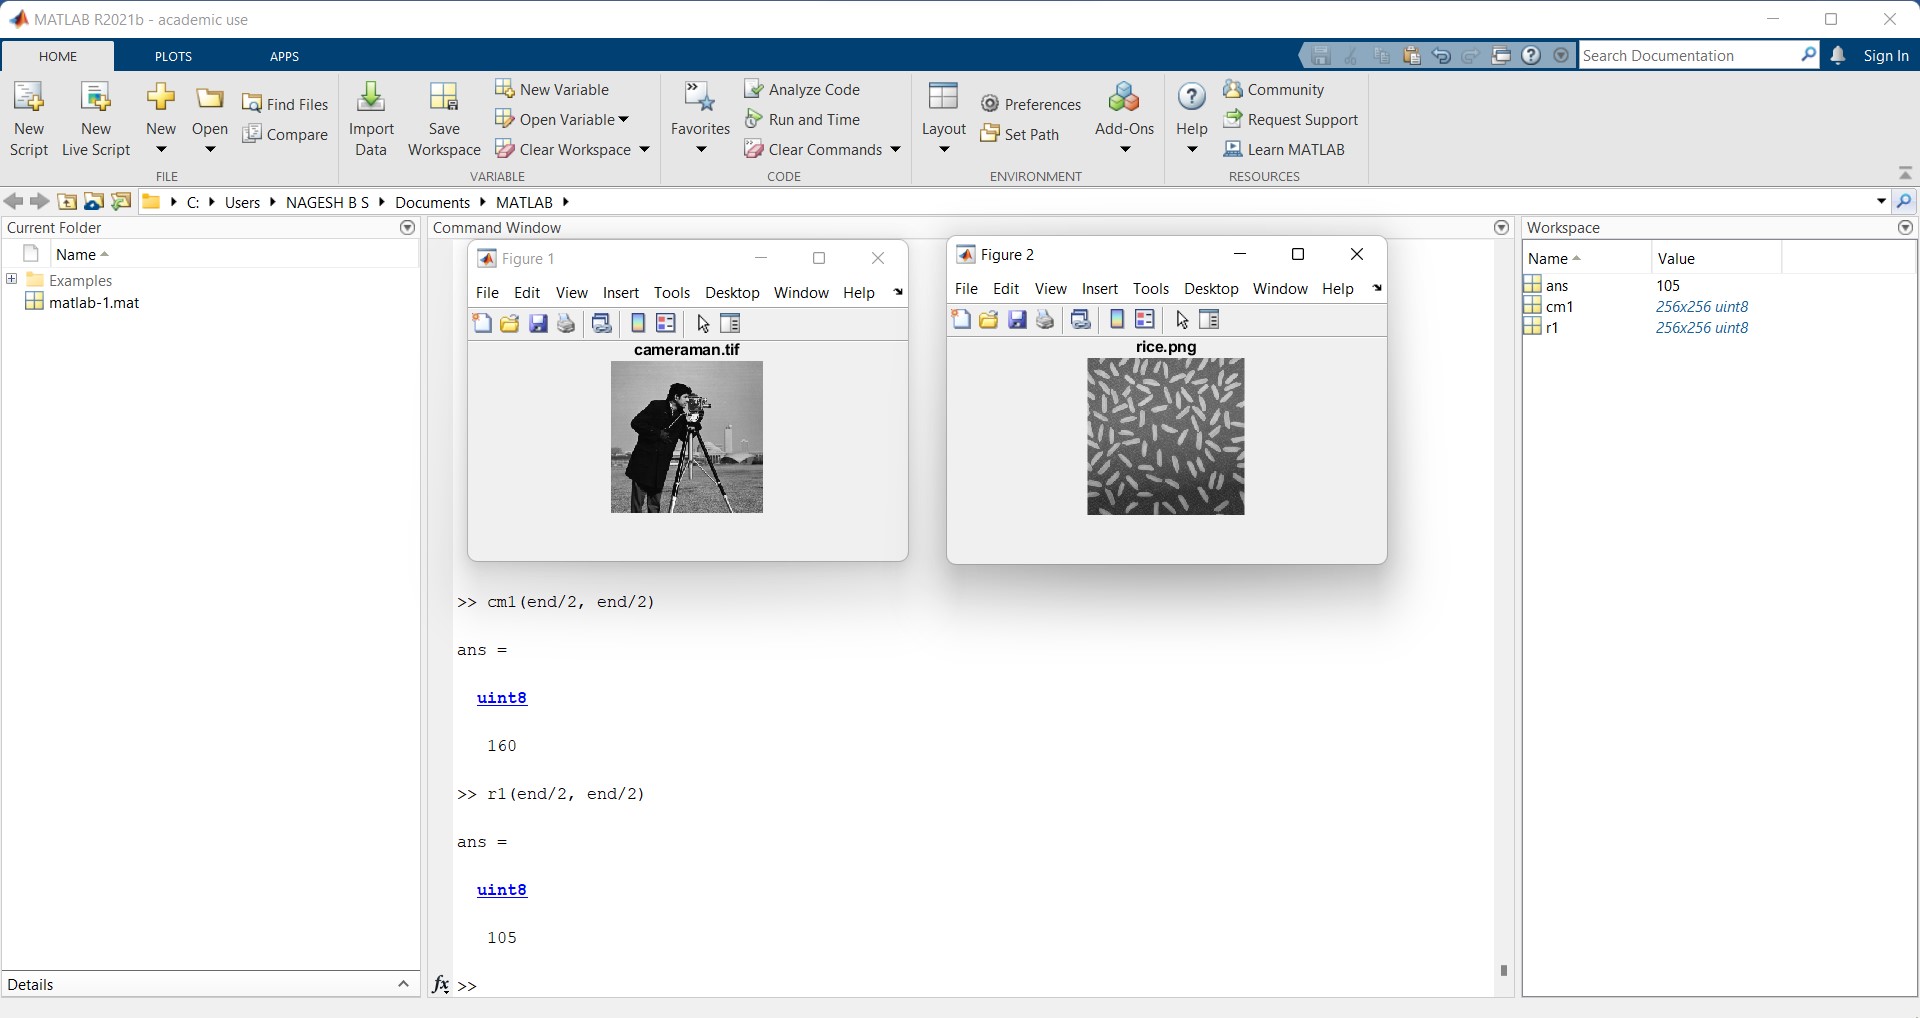 MATLAB R2021b - academic use
HOME PLOTS APPS
Search Documentation
Sign In
New Script
New Live Script
New
Open
Find Files
Compare
FILE
Import Data
Save Workspace
New Variable
Open Variable
Clear Workspace
VARIABLE
Favorites
Analyze Code
Run and Time
Clear Commands
CODE
Layout
Preferences
Set Path
Add-Ons
ENVIRONMENT
Help
Community
Request Support
Learn MATLAB
RESOURCES
C: Users NAGESH B S Documents MATLAB
Current Folder
Name
Examples
matlab-1.mat
Details
Command Window
Figure 1
File Edit View Insert Tools Desktop Window Help
cameraman.tif
Figure 2
File Edit View Insert Tools Desktop Window Help
rice.png
>> cm1(end/2, end/2)
ans =
uint8
160
>> r1(end/2, end/2)
ans =
uint8
105
fx >>
Workspace
Name Value
ans 105
cm1 256x256 uint8
r1 256x256 uint8